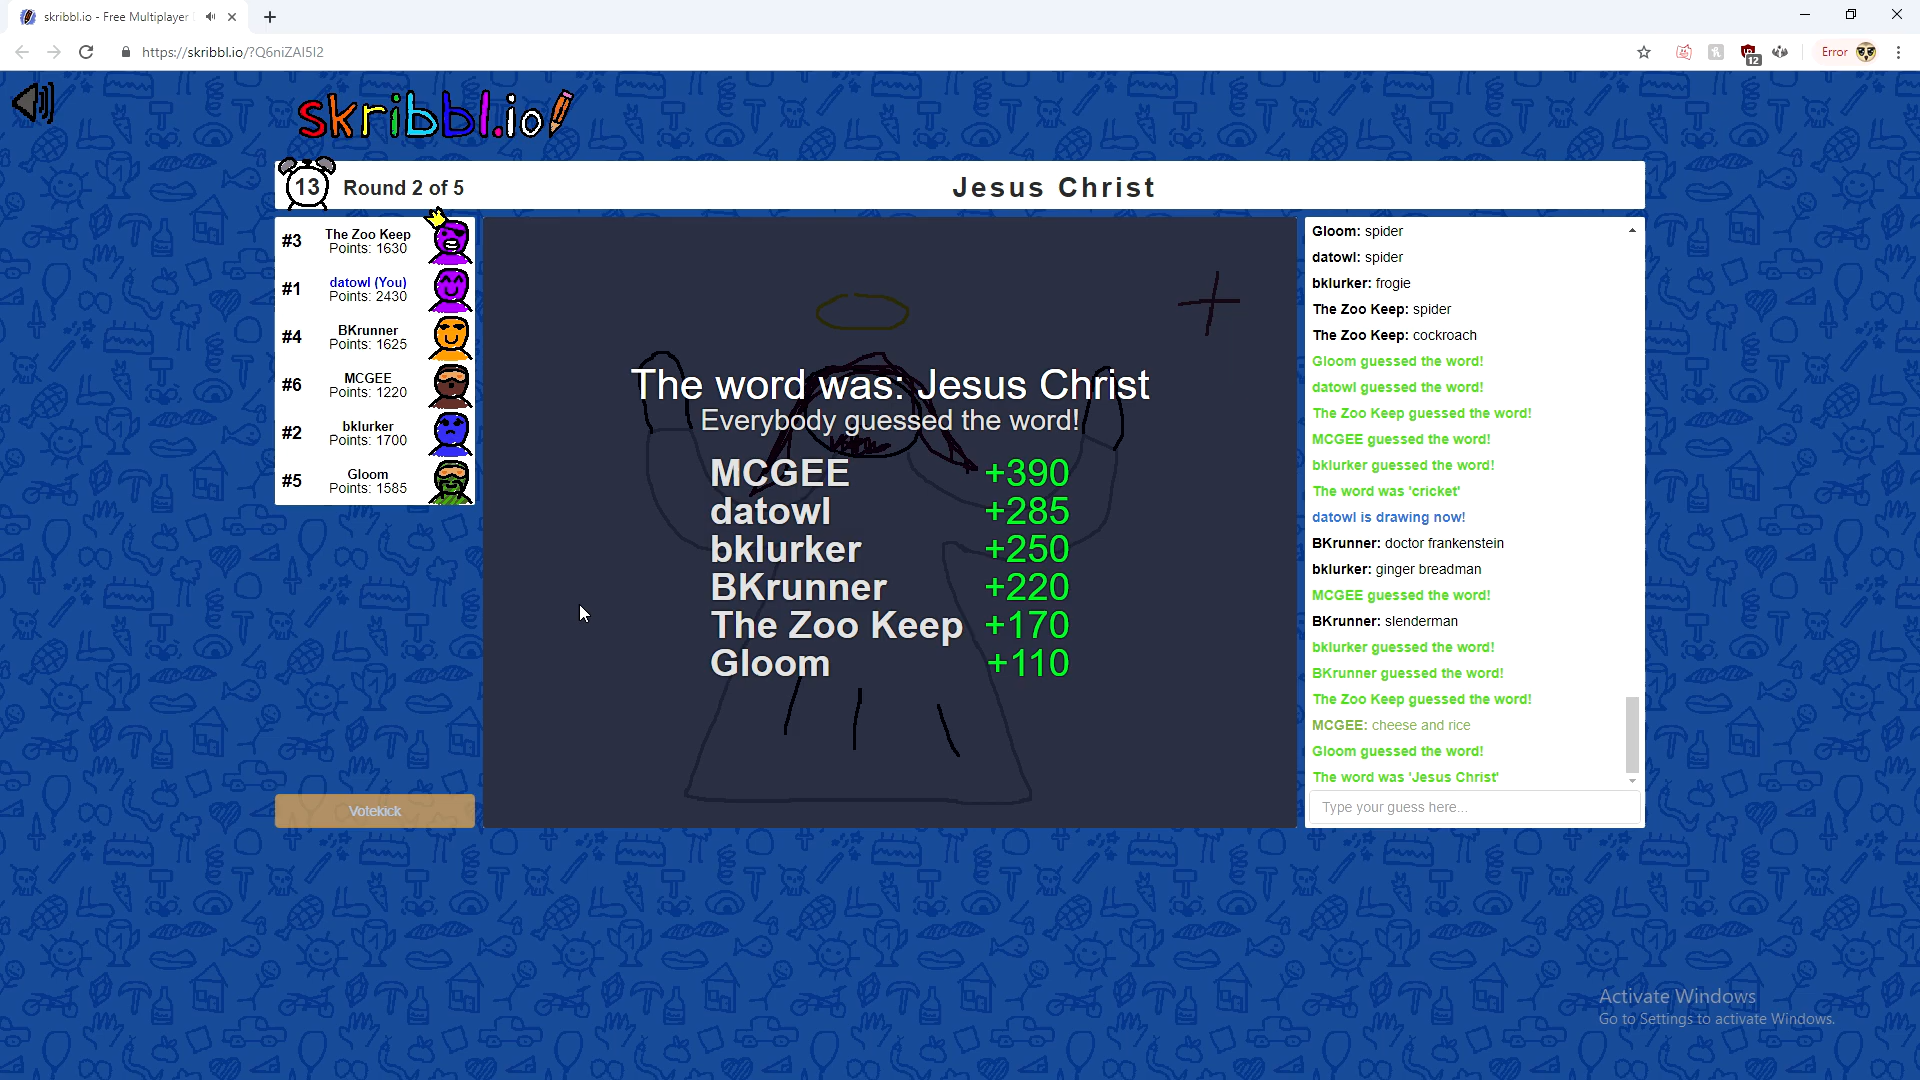 skribbl.io - Free Multiplayer
https://skribbl.io/?Q6niZAI5I2
12
Error
skribbl.io
13
Round 2 of 5
Jesus Christ
#3 The Zoo Keep
Points: 1630
#1 datowl (You)
Points: 2430
#4 BKrunner
Points: 1625
#6 MCGEE
Points: 1220
#2 bklurker
Points: 1700
#5 Gloom
Points: 1585
Votekick
The word was: Jesus Christ
Everybody guessed the word!
MCGEE +390
datowl +285
bklurker +250
BKrunner +220
The Zoo Keep +170
Gloom +110
Gloom: spider
datowl: spider
bklurker: frogie
The Zoo Keep: spider
The Zoo Keep: cockroach
Gloom guessed the word!
datowl guessed the word!
The Zoo Keep guessed the word!
MCGEE guessed the word!
bklurker guessed the word!
The word was 'cricket'
datowl is drawing now!
BKrunner: doctor frankenstein
bklurker: ginger breadman
MCGEE guessed the word!
BKrunner: slenderman
bklurker guessed the word!
BKrunner guessed the word!
The Zoo Keep guessed the word!
MCGEE: cheese and rice
Gloom guessed the word!
The word was 'Jesus Christ'
Type your guess here...
Activate Windows
Go to Settings to activate Windows.